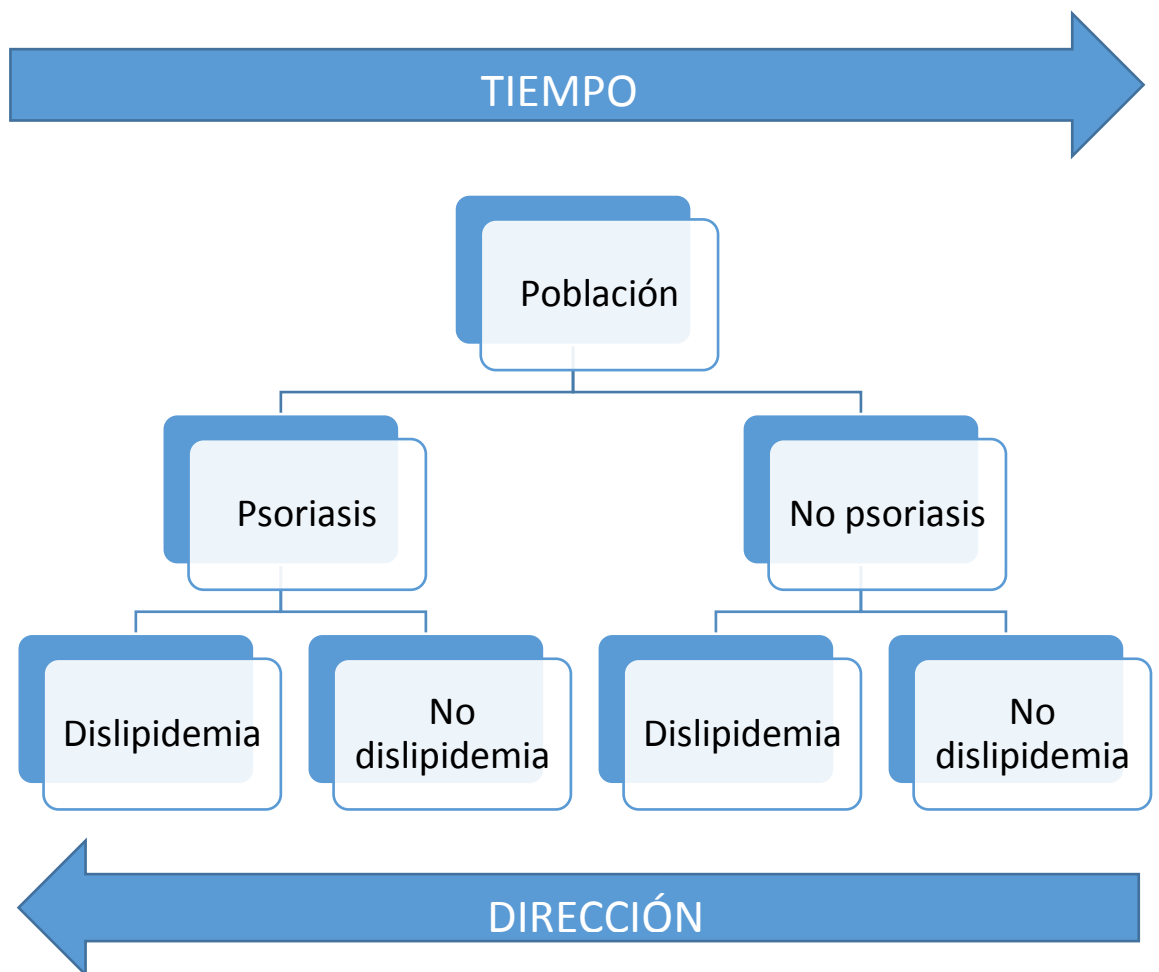 TIEMPO
Población
Psoriasis
No psoriasis
Dislipidemia
No
dislipidemia
Dislipidemia
No
dislipidemia
DIRECCIÓN